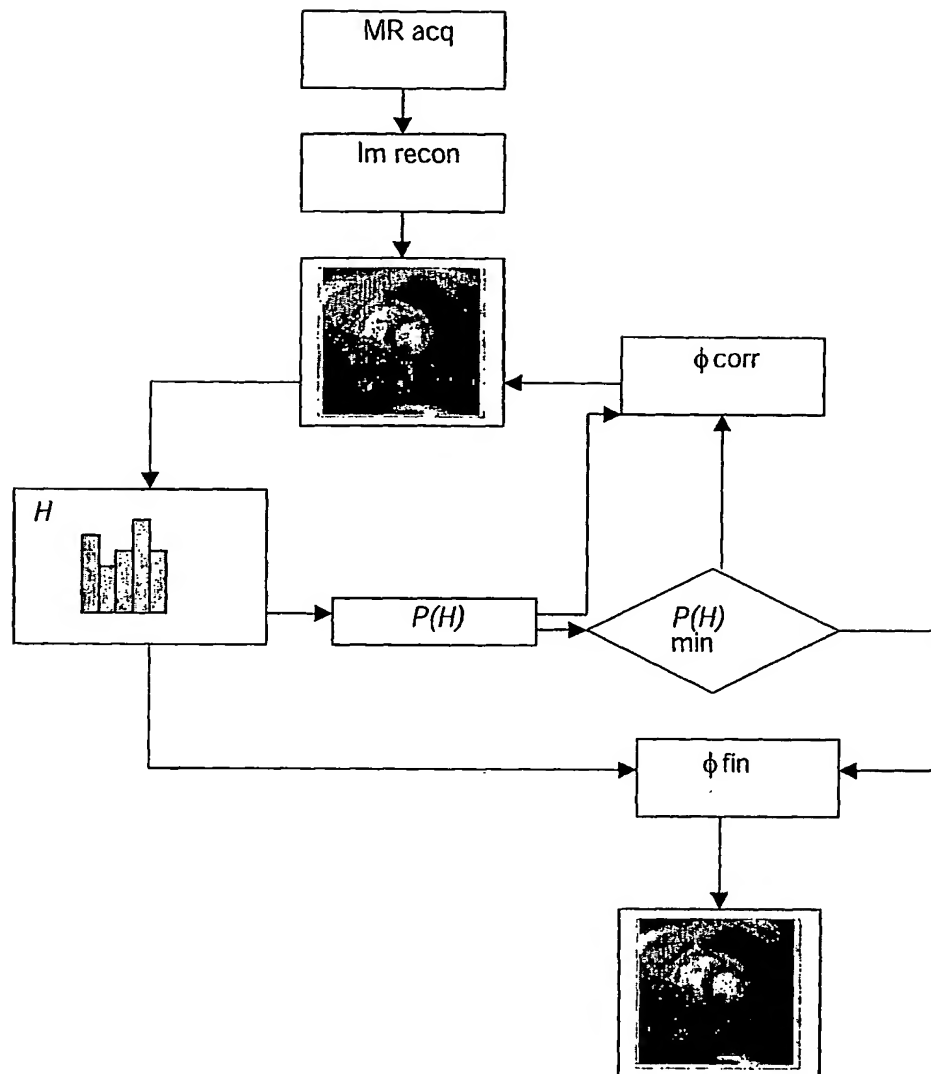 MR acq
Im recon
ϕ corr
H
P(H)
P(H)
min
ϕ fin